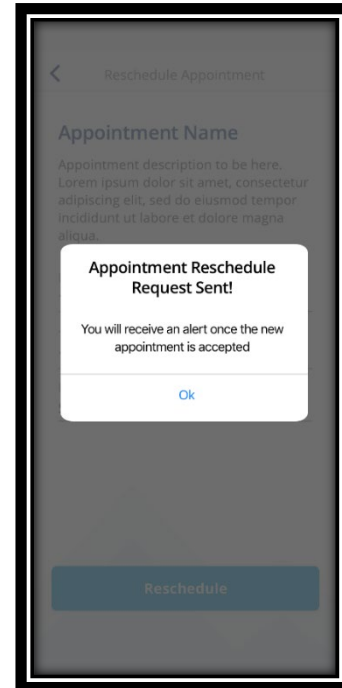 Reschedule Appointment
Appointment Name
Appointment description to be here.
Lorem ipsum dolor sit amet, consectetur
adipiscing elit, sed do eiusmod tempor
incididunt ut labore et dolore magna
aliqua.
Appointment Reschedule
Request Sent!
You will receive an alert once the new
appointment is accepted
Ok
Reschedule